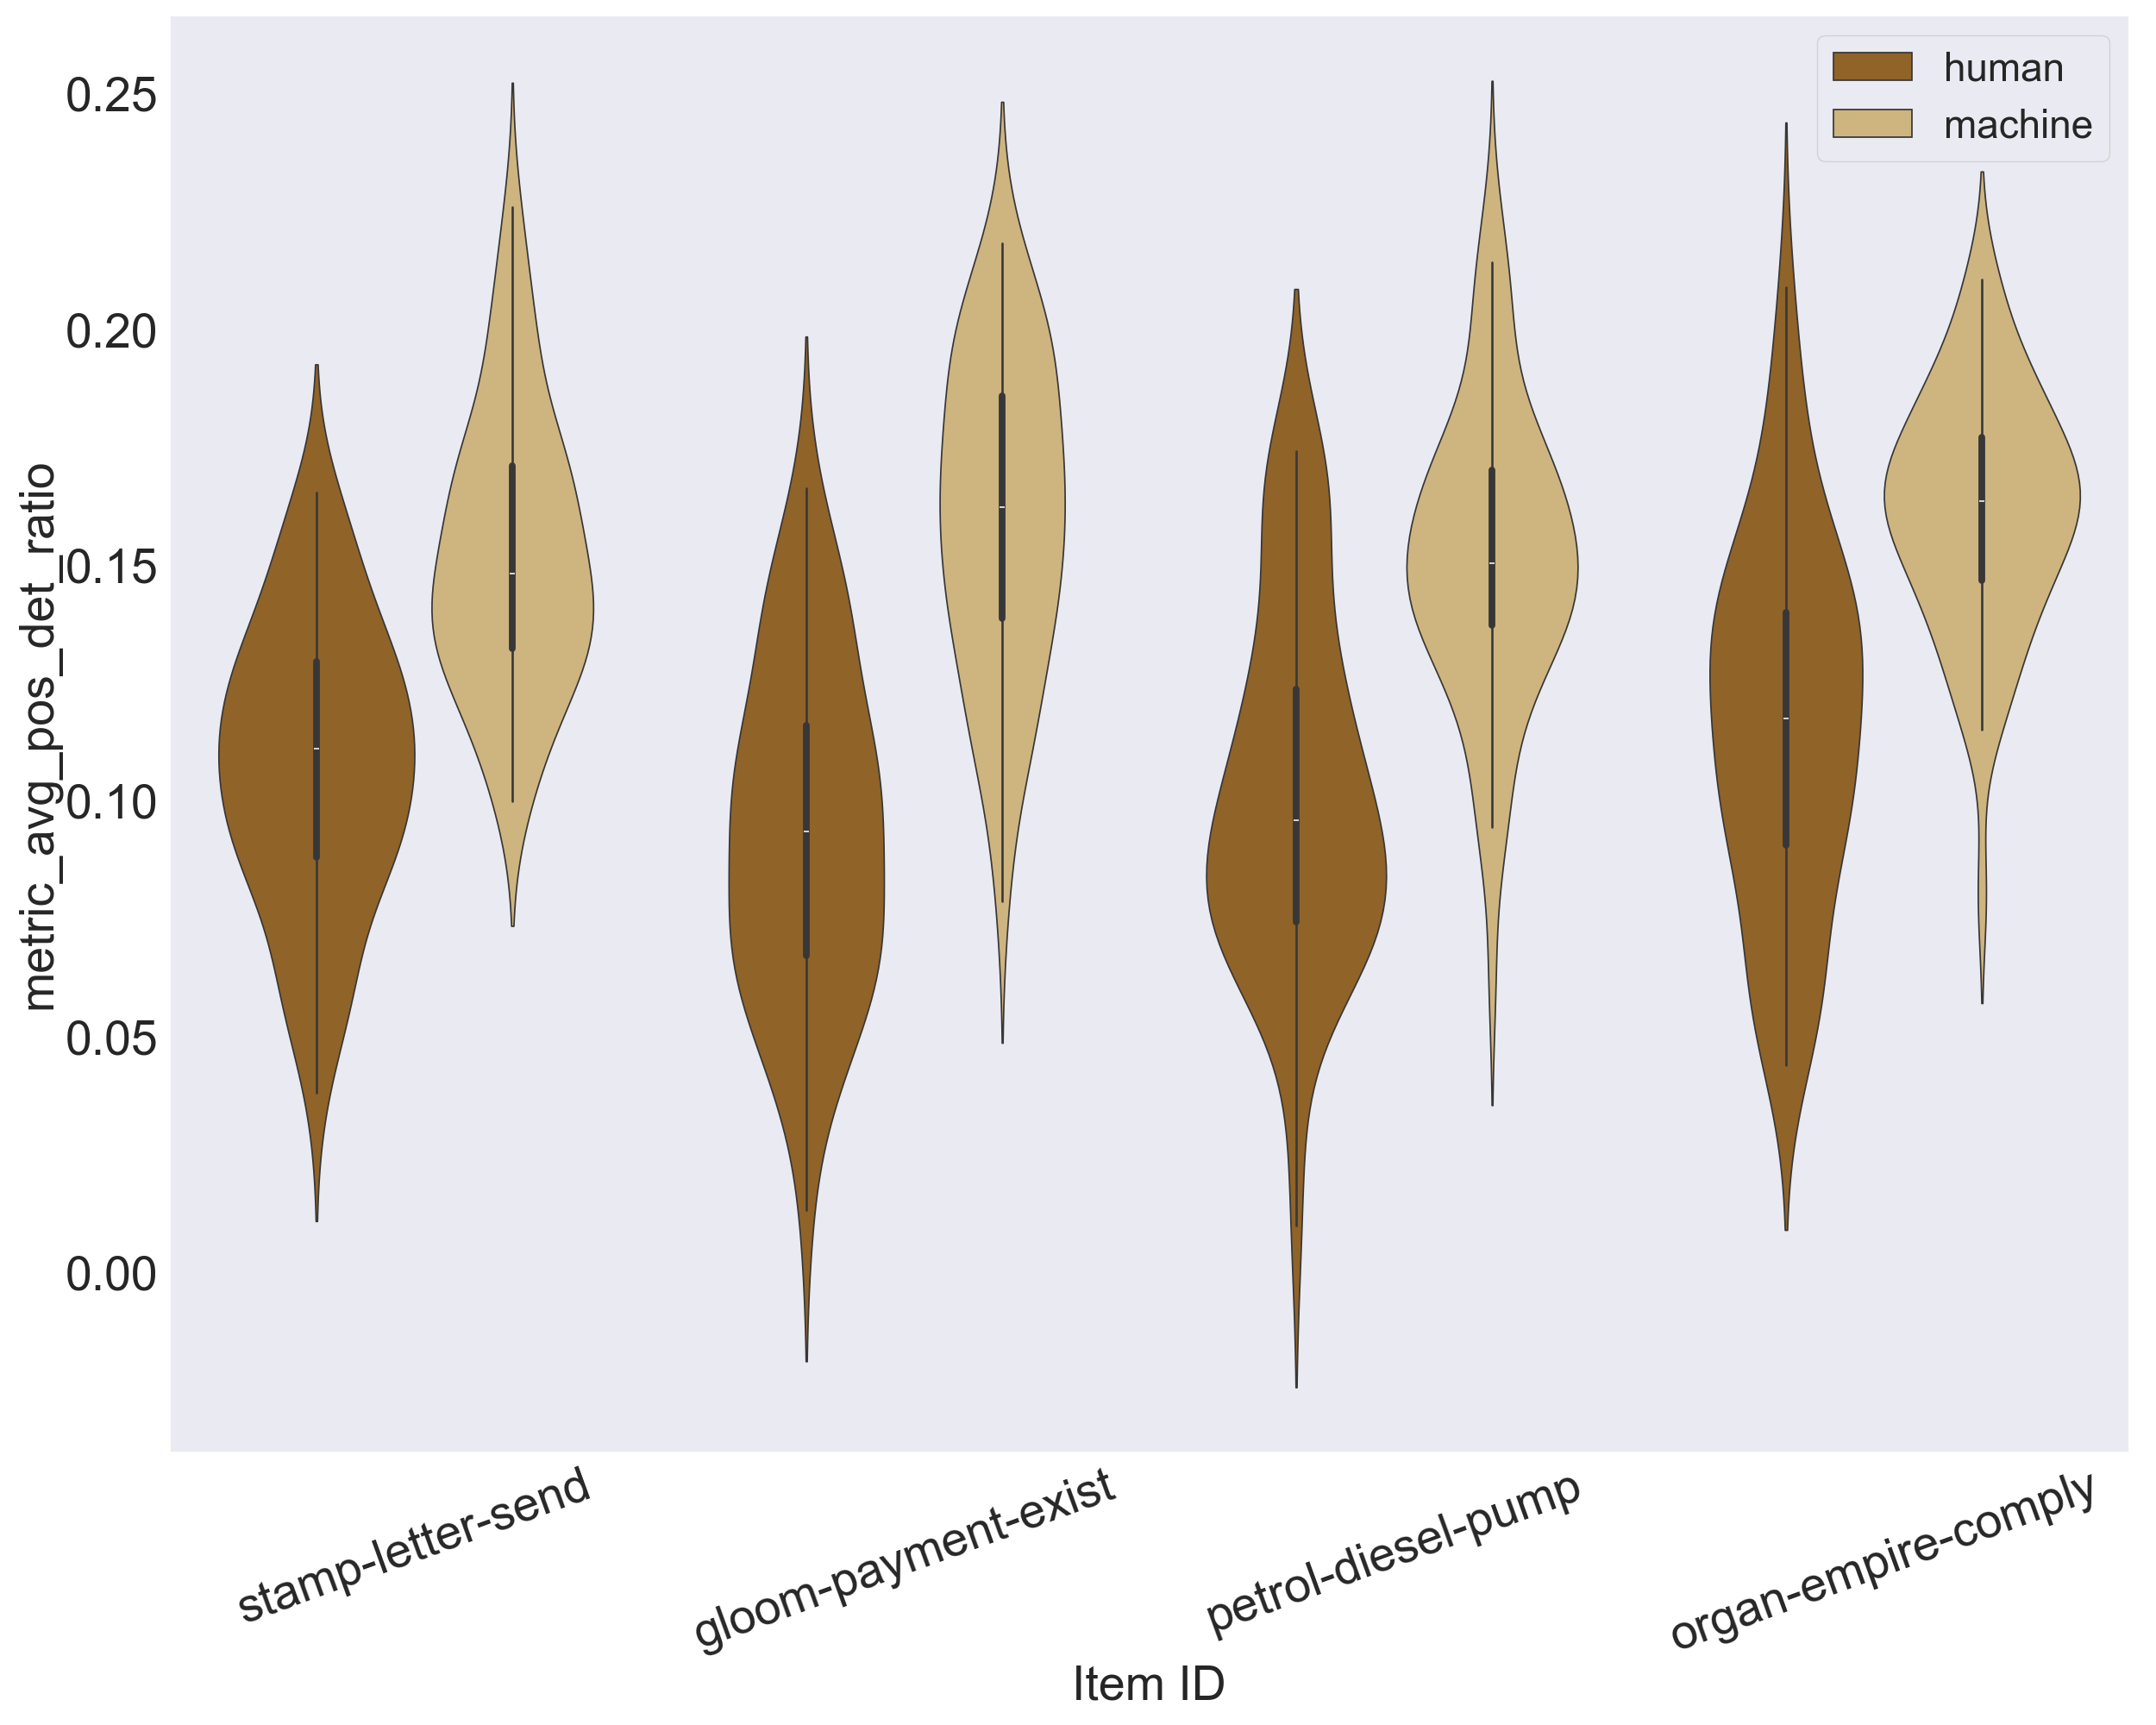 human
machine
0.25
0.20
0.15
0.10
0.05
0.00
metric_avg_pos_det_ratio
stamp-letter-send
gloom-payment-exist
petrol-diesel-pump
organ-empire-comply
Item ID